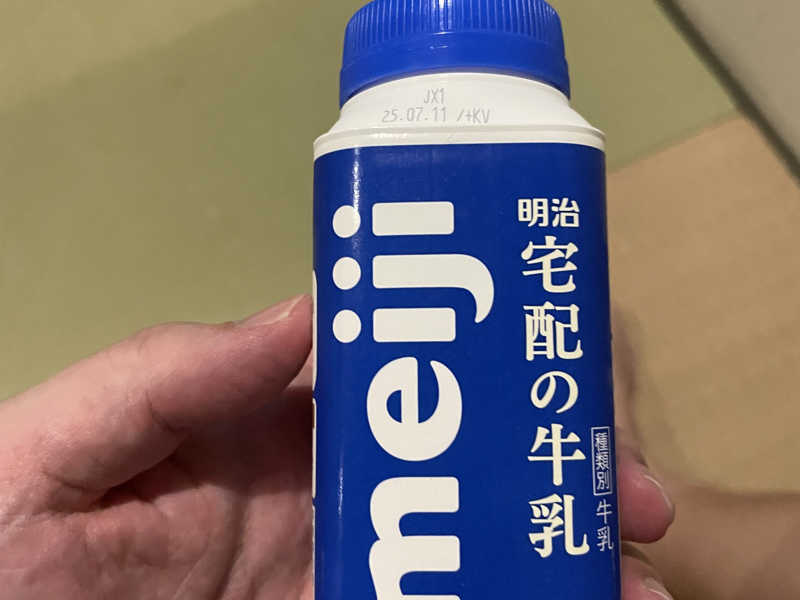 JX1
25.07.11 /+KV
meiji
明治
宅配の牛乳
種類別 牛乳